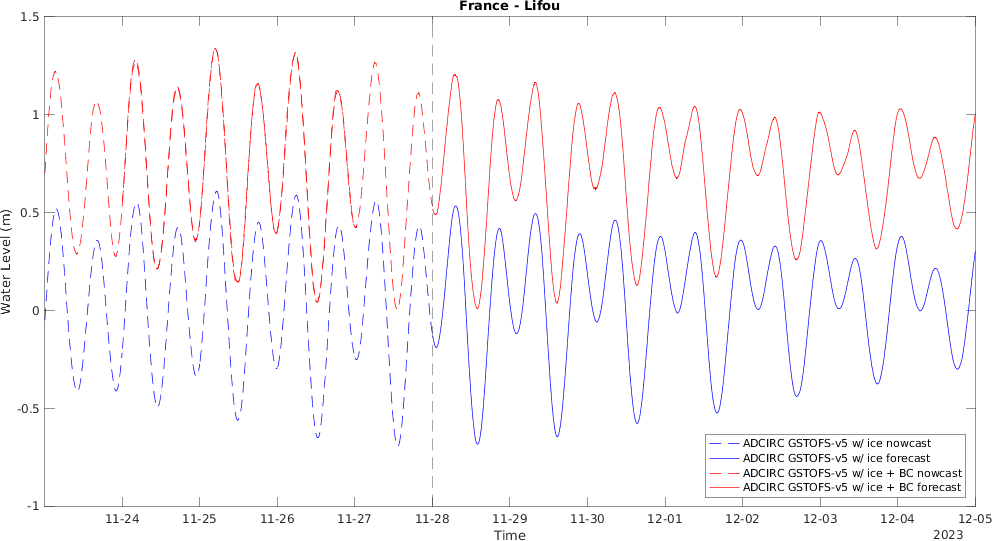 France - Lifou
1.5
1
0.5
0
-0.5
-1
Water Level (m)
11-24
11-25
11-26
11-27
11-28
11-29
11-30
12-01
12-02
12-03
12-04
12-05
Time
2023
ADCIRC GSTOFS-v5 w/ ice nowcast
ADCIRC GSTOFS-v5 w/ ice forecast
ADCIRC GSTOFS-v5 w/ ice + BC nowcast
ADCIRC GSTOFS-v5 w/ ice + BC forecast